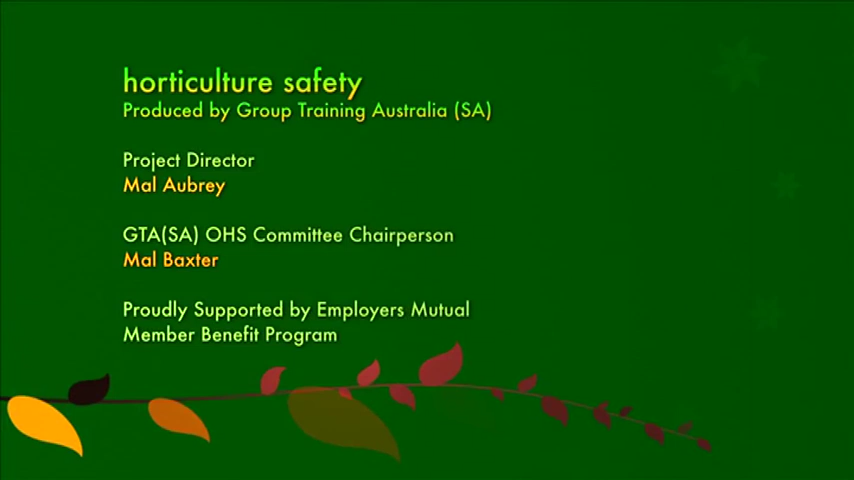 horticulture safety
Produced by Group Training Australia (SA)
Project Director
Mal Aubrey
GTA(SA) OHS Committee Chairperson
Mal Baxter
Proudly Supported by Employers Mutual
Member Benefit Program